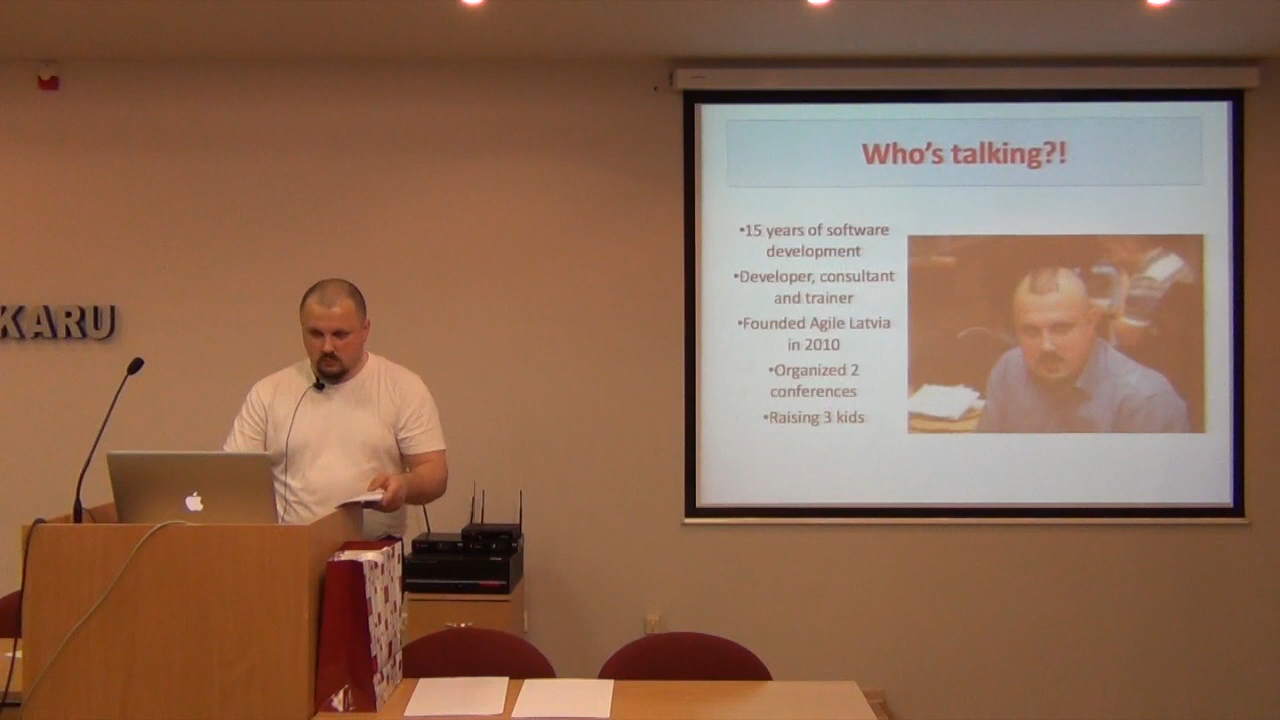 KARU
Who's talking?!
•15 years of software
development
•Developer, consultant
and trainer
•Founded Agile Latvia
in 2010
•Organized 2
conferences
•Raising 3 kids